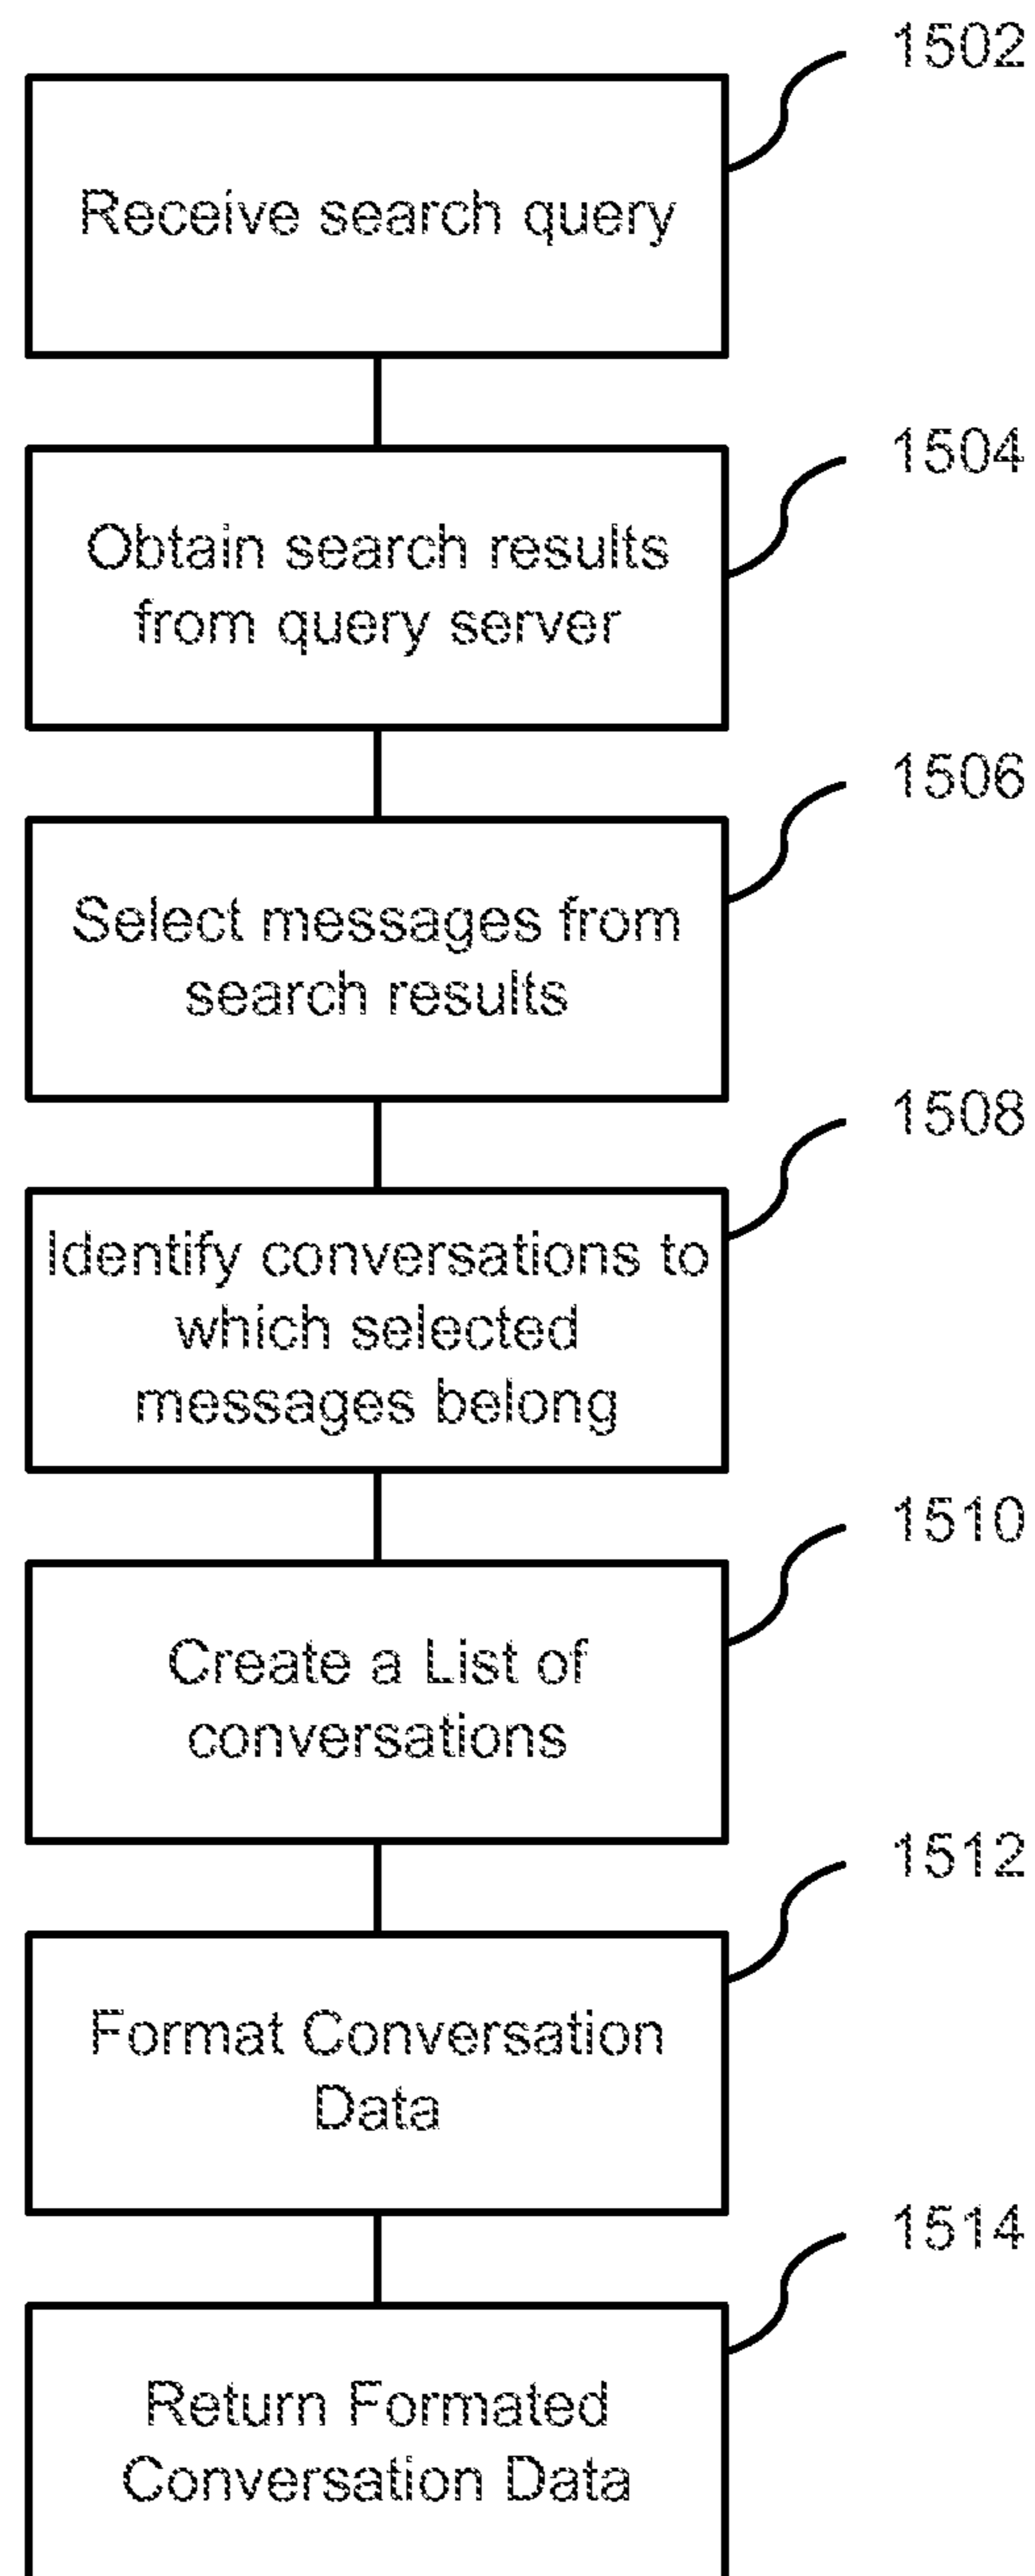 1502
Receive search query
1504
Obtain search results
from query server
1506
Select messages from
search results
1508
Identify conversations to
which selected
messages belong
1510
Create a List of
conversations
1512
Format Conversation
Data
1514
Return Formated
Conversation Data